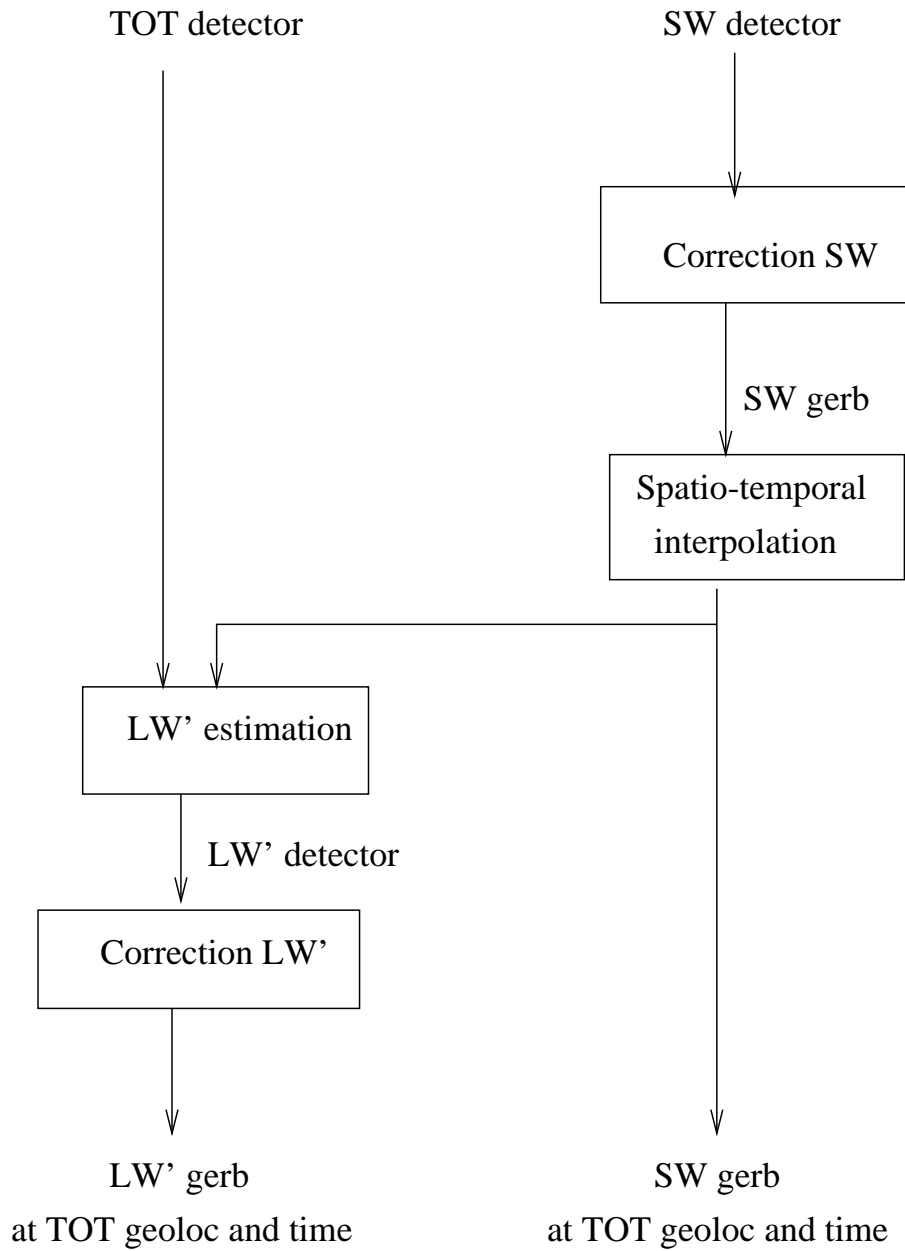 TOT detector
SW detector
Correction SW
SW gerb
Spatio-temporal
interpolation
LW’ estimation
LW’ detector
Correction LW’
LW’ gerb
at TOT geoloc and time
SW gerb
at TOT geoloc and time